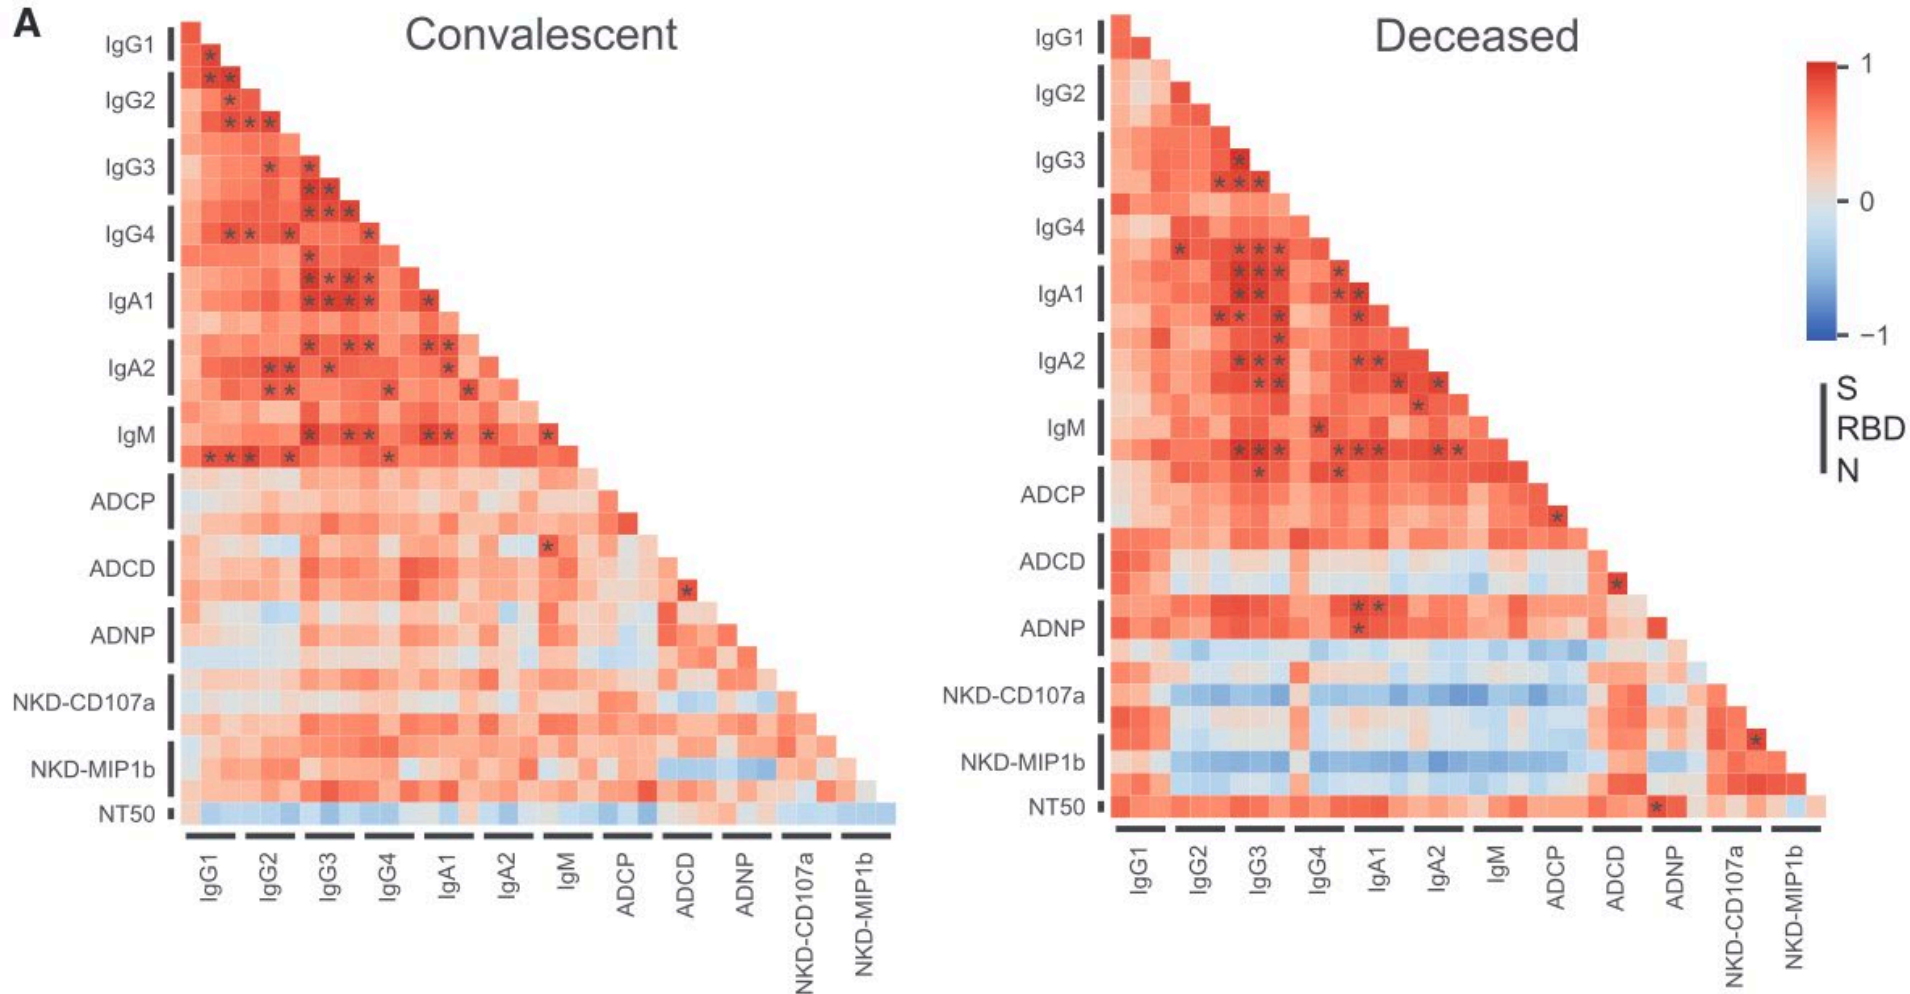 A
Convalescent
IgG1
IgG2
IgG3
IgG4
IgA1
IgA2
IgM
ADCP
ADCD
ADNP
NKD-CD107a
NKD-MIP1b
NT50
IgG1
IgG2
IgG3
IgG4
IgA1
IgA2
IgM
ADCP
ADCD
ADNP
NKD-CD107a
NKD-MIP1b
Deceased
IgG1
IgG2
IgG3
IgG4
IgA1
IgA2
IgM
ADCP
ADCD
ADNP
NKD-CD107a
NKD-MIP1b
NT50
IgG1
IgG2
IgG3
IgG4
IgA1
IgA2
IgM
ADCP
ADCD
ADNP
NKD-CD107a
NKD-MIP1b
1
0
−1
S
RBD
N